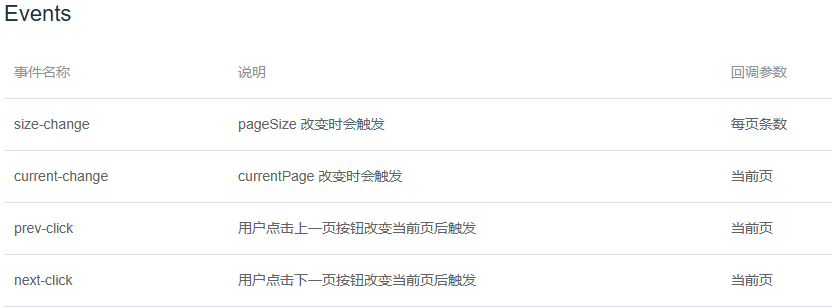 Events
事件名称 说明 回调参数
size-change pageSize 改变时会触发 每页条数
current-change currentPage 改变时会触发 当前页
prev-click 用户点击上一页按钮改变当前页后触发 当前页
next-click 用户点击下一页按钮改变当前页后触发 当前页